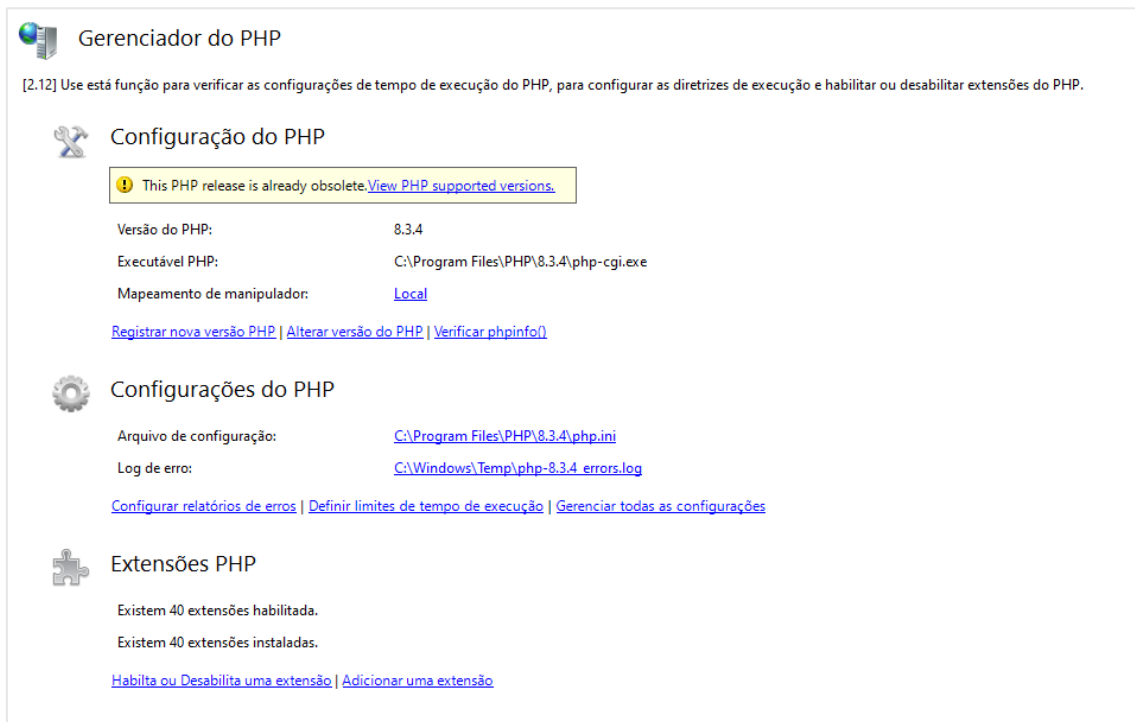 Gerenciador do PHP
[2.12] Use está função para verificar as configurações de tempo de execução do PHP, para configurar as diretrizes de execução e habilitar ou desabilitar extensões do PHP.
Configuração do PHP
This PHP release is already obsolete.View PHP supported versions.
Versão do PHP: 8.3.4
Executável PHP: C:\Program Files\PHP\8.3.4\php-cgi.exe
Mapeamento de manipulador: Local
Registrar nova versão PHP | Alterar versão do PHP | Verificar phpinfo()
Configurações do PHP
Arquivo de configuração: C:\Program Files\PHP\8.3.4\php.ini
Log de erro: C:\Windows\Temp\php-8.3.4_errors.log
Configurar relatórios de erros | Definir limites de tempo de execução | Gerenciar todas as configurações
Extensões PHP
Existem 40 extensões habilitada.
Existem 40 extensões instaladas.
Habilta ou Desabilita uma extensão | Adicionar uma extensão